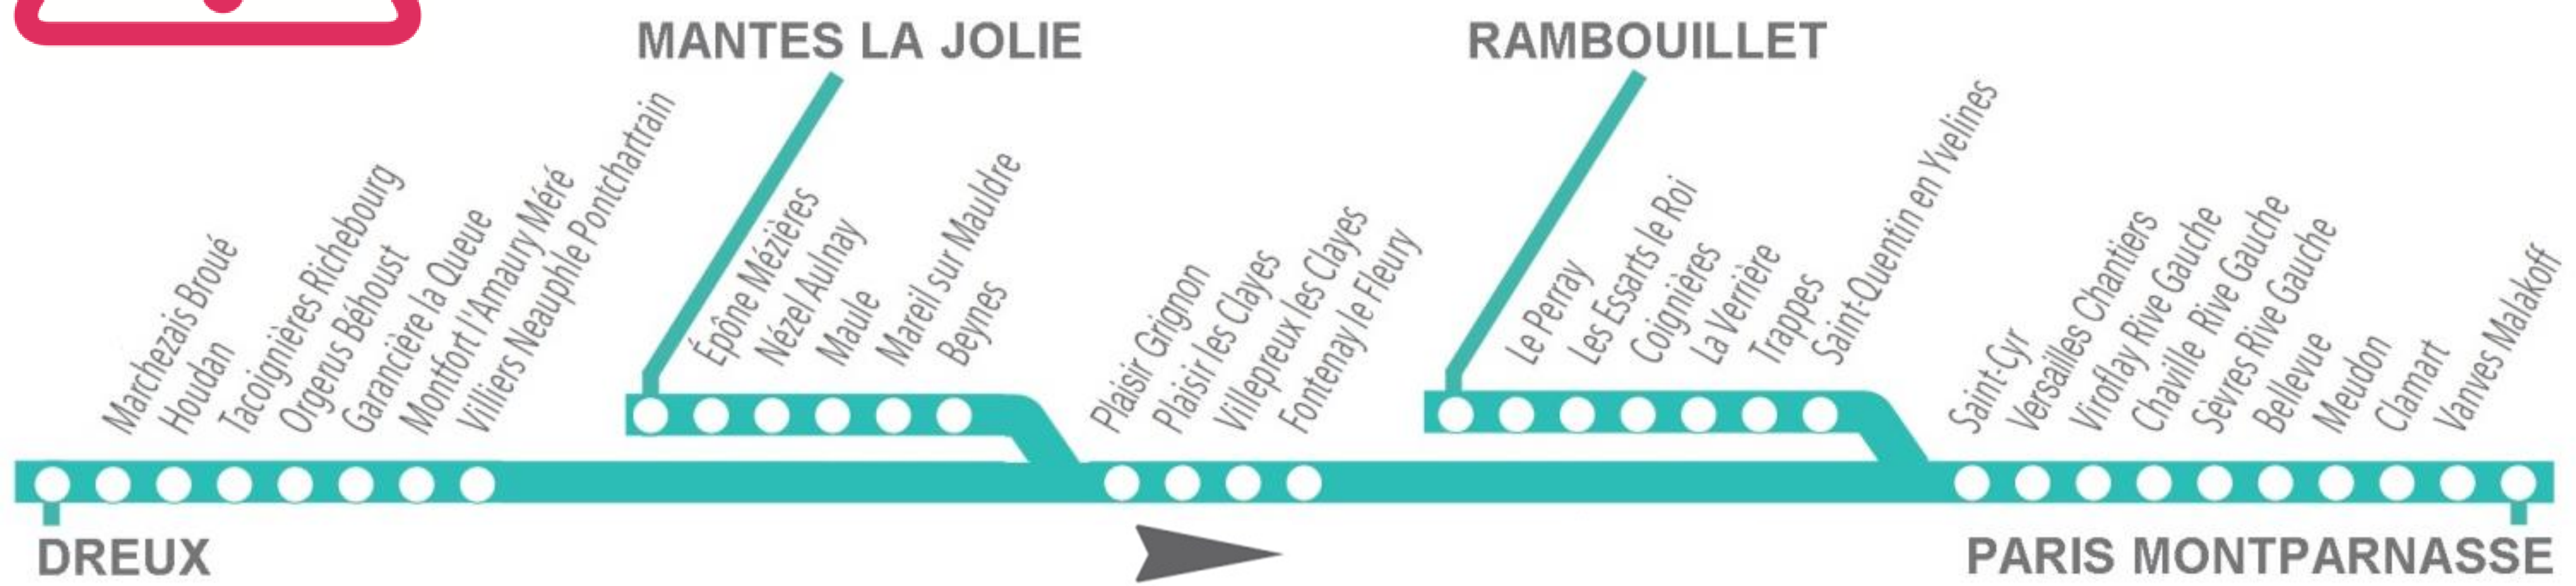 MANTES LA JOLIE
RAMBOUILLET
Marchezais Broué
Houdan
Tacoignières Richebourg
Orgerus Béhoust
Garancière la Queue
Montfort l'Amaury Méré
Villiers Neauphle Pontchartrain
Épône Mézières
Nézel Aulnay
Maule
Mareil sur Mauldre
Beynes
Plaisir Grignon
Plaisir les Clayes
Villepreux les Clayes
Fontenay le Fleury
Le Perray
Les Essarts le Roi
Coignières
La Verrière
Trappes
Saint-Quentin en Yvelines
Saint-Cyr
Versailles Chantiers
Viroflay Rive Gauche
Chaville Rive Gauche
Sèvres Rive Gauche
Bellevue
Meudon
Clamart
Vanves Malakoff
DREUX
PARIS MONTPARNASSE